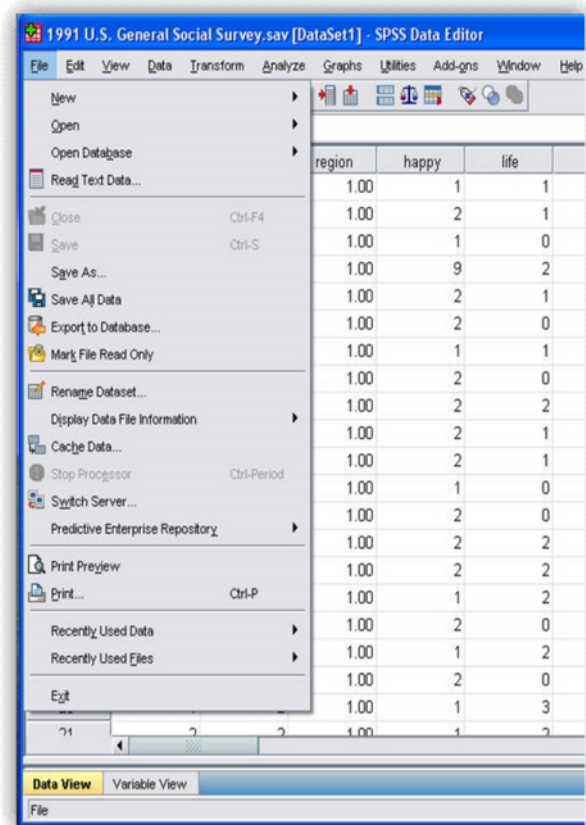 1991 U.S. General Social Survey.sav [DataSet1] - SPSS Data Editor
File Edit View Data Transform Analyze Graphs Utilities Add-ons Window Help
New
Open
Open Database
Read Text Data...
Close Ctrl-F4
Save Ctrl-S
Save As...
Save All Data
Export to Database...
Mark File Read Only
Rename Dataset...
Display Data File Information
Cache Data...
Stop Processor Ctrl-Period
Switch Server...
Predictive Enterprise Repository
Print Preview
Print... Ctrl-P
Recently Used Data
Recently Used Files
Exit
region happy life
1.00 1 1
1.00 2 1
1.00 1 0
1.00 9 2
1.00 2 1
1.00 2 0
1.00 1 1
1.00 2 0
1.00 2 2
1.00 2 1
1.00 2 1
1.00 1 0
1.00 2 0
1.00 2 2
1.00 2 2
1.00 1 2
1.00 2 0
1.00 1 2
1.00 2 0
1.00 1 3
21 2 2 1.00 1 2
Data View Variable View
File